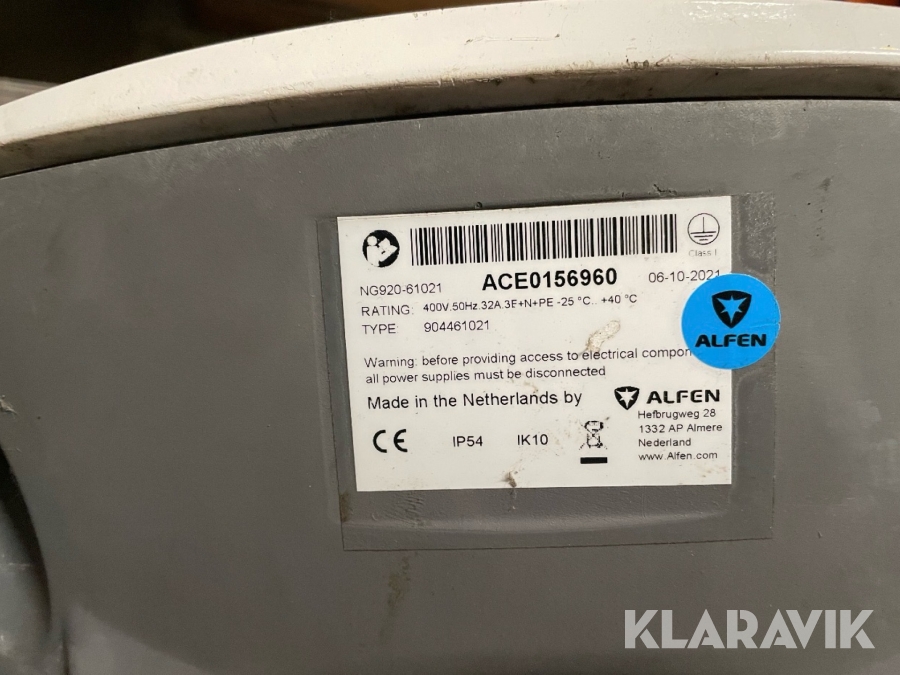 Class I
NG920-61021
ACE0156960
06-10-2021
RATING: 400V.50Hz.32A.3F+N+PE -25 °C.. +40 °C
TYPE: 904461021
ALFEN
Warning: before providing access to electrical compon
all power supplies must be disconnected
Made in the Netherlands by
ALFEN
Hefbrugweg 28
1332 AP Almere
Nederland
www.Alfen.com
CE
IP54
IK10
KLARAVIK